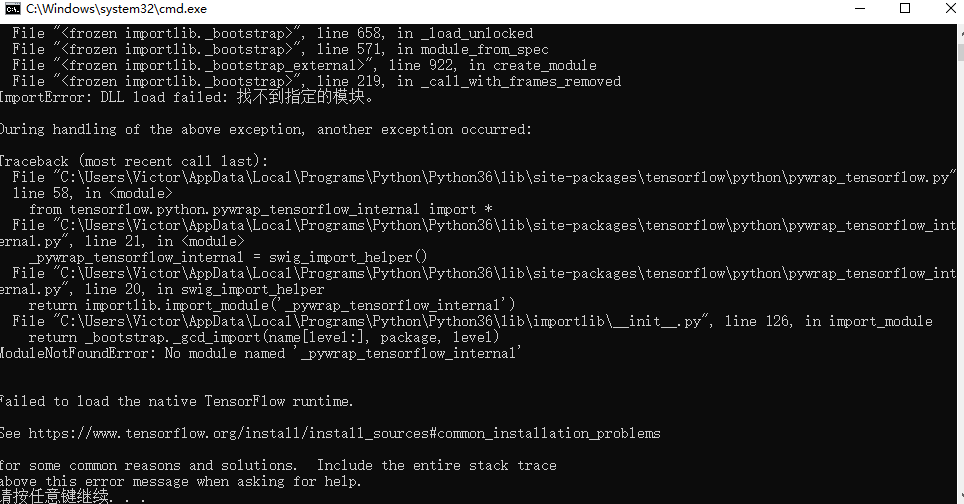 C:\Windows\system32\cmd.exe
File "<frozen importlib._bootstrap>", line 658, in _load_unlocked
File "<frozen importlib._bootstrap>", line 571, in module_from_spec
File "<frozen importlib._bootstrap_external>", line 922, in create_module
File "<frozen importlib._bootstrap>", line 219, in _call_with_frames_removed
ImportError: DLL load failed: 找不到指定的模块。
During handling of the above exception, another exception occurred:
Traceback (most recent call last):
File "C:\Users\Victor\AppData\Local\Programs\Python\Python36\lib\site-packages\tensorflow\python\pywrap_tensorflow.py"
line 58, in <module>
from tensorflow.python.pywrap_tensorflow_internal import *
File "C:\Users\Victor\AppData\Local\Programs\Python\Python36\lib\site-packages\tensorflow\python\pywrap_tensorflow_int
ernal.py", line 21, in <module>
_pywrap_tensorflow_internal = swig_import_helper()
File "C:\Users\Victor\AppData\Local\Programs\Python\Python36\lib\site-packages\tensorflow\python\pywrap_tensorflow_int
ernal.py", line 20, in swig_import_helper
return importlib.import_module('_pywrap_tensorflow_internal')
File "C:\Users\Victor\AppData\Local\Programs\Python\Python36\lib\importlib\__init__.py", line 126, in import_module
return _bootstrap._gcd_import(name[level:], package, level)
ModuleNotFoundError: No module named '_pywrap_tensorflow_internal'
Failed to load the native TensorFlow runtime.
See https://www.tensorflow.org/install/install_sources#common_installation_problems
for some common reasons and solutions.  Include the entire stack trace
above this error message when asking for help.
请按任意键继续. . .